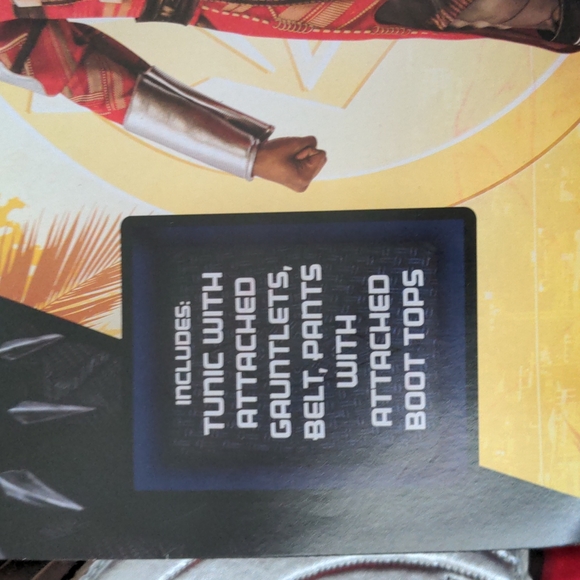 INCLUDES:
TUNIC WITH
ATTACHED
GAUNTLETS,
BELT, PANTS
WITH
ATTACHED
BOOT TOPS